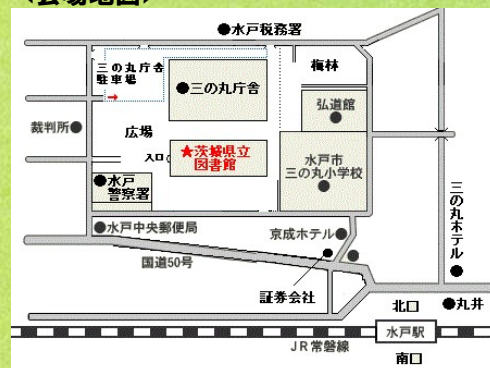 <会場地図>
●水戸税務署
三の丸庁舎
駐車場
→
梅林
●三の丸庁舎
弘道館
●
裁判所●
広場
入口
★茨城県立
図書館
水戸市
三の丸小学校
●
●水戸
警察署
三の丸ホテル●
●水戸中央郵便局
京成ホテル●
国道50号
証券会社
北口
●丸井
水戸駅
JR常磐線
南口